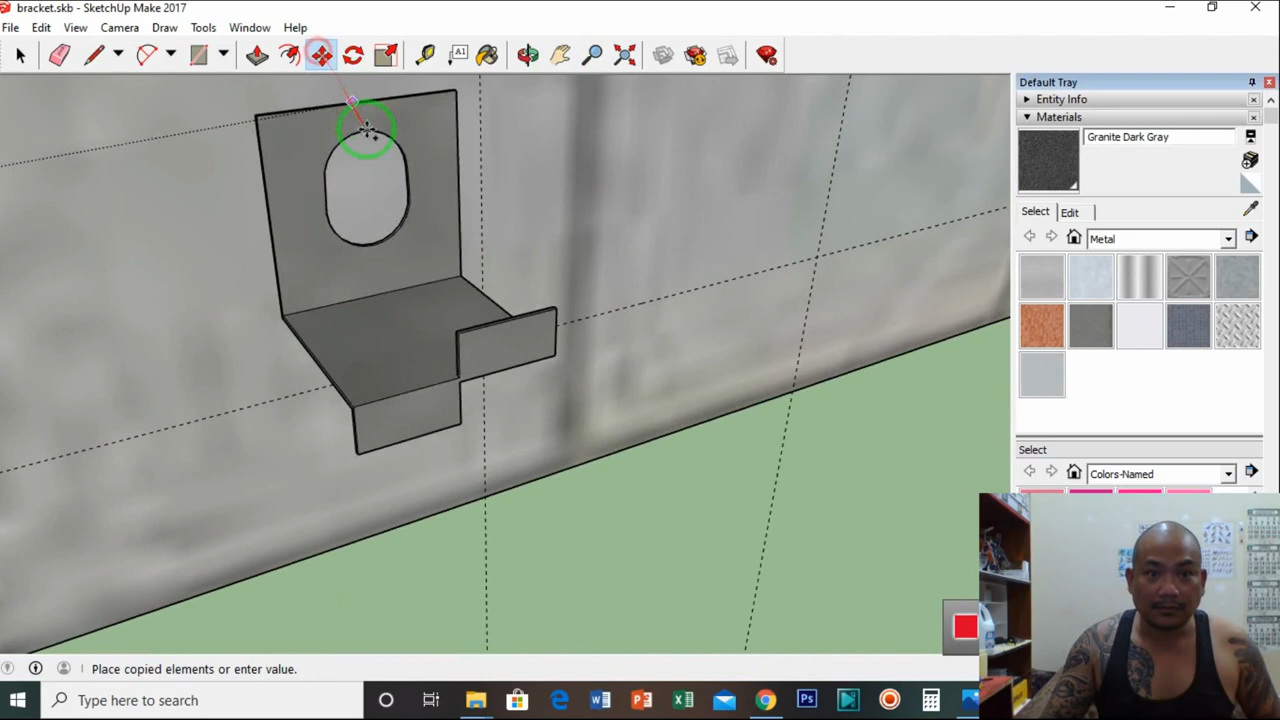 bracket.skb - SketchUp Make 2017
File Edit View Camera Draw Tools Window Help
A1
Default Tray
Entity Info
Materials
Granite Dark Gray
Select Edit
Metal
Select
Colors-Named
Place copied elements or enter value.
Type here to search